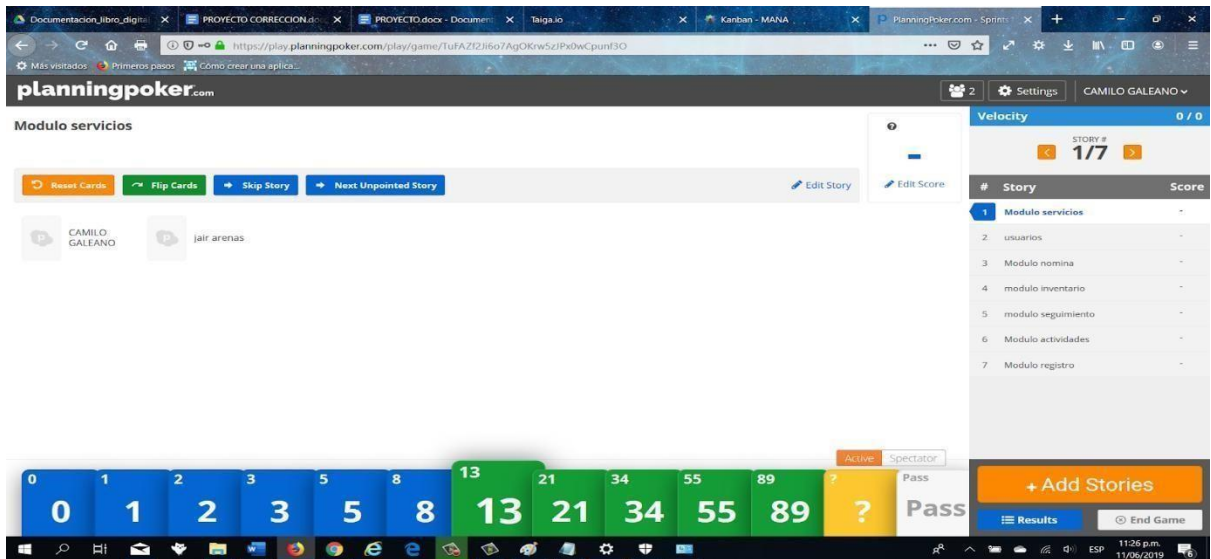 Documentacion_libro_digita
PROYECTO CORRECCION.do
PROYECTO.docx - Document
Taiga.io
Kanban - MANA
PlanningPoker.com - Sprints
https://play.planningpoker.com/play/game/
Más visitados
Primeros pasos
Cómo crear una aplica...
planningpoker.com
2
Settings
CAMILO GALEANO
Modulo servicios
-
Reset Cards
Flip Cards
Skip Story
Next Unpointed Story
Edit Story
Edit Score
CAMILO
GALEANO
jair arenas
Velocity 0 / 0
STORY #
1/7
# Story Score
1 Modulo servicios -
2 usuarios -
3 Modulo nomina -
4 modulo inventario -
5 modulo seguimiento -
6 Modulo actividades -
7 Modulo registro -
Active Spectator
0 1 2 3 5 8 13 21 34 55 89 ? Pass
0 1 2 3 5 8 13 21 34 55 89 ? Pass
+ Add Stories
Results
End Game
ESP
11:26 p.m.
11/06/2019
6